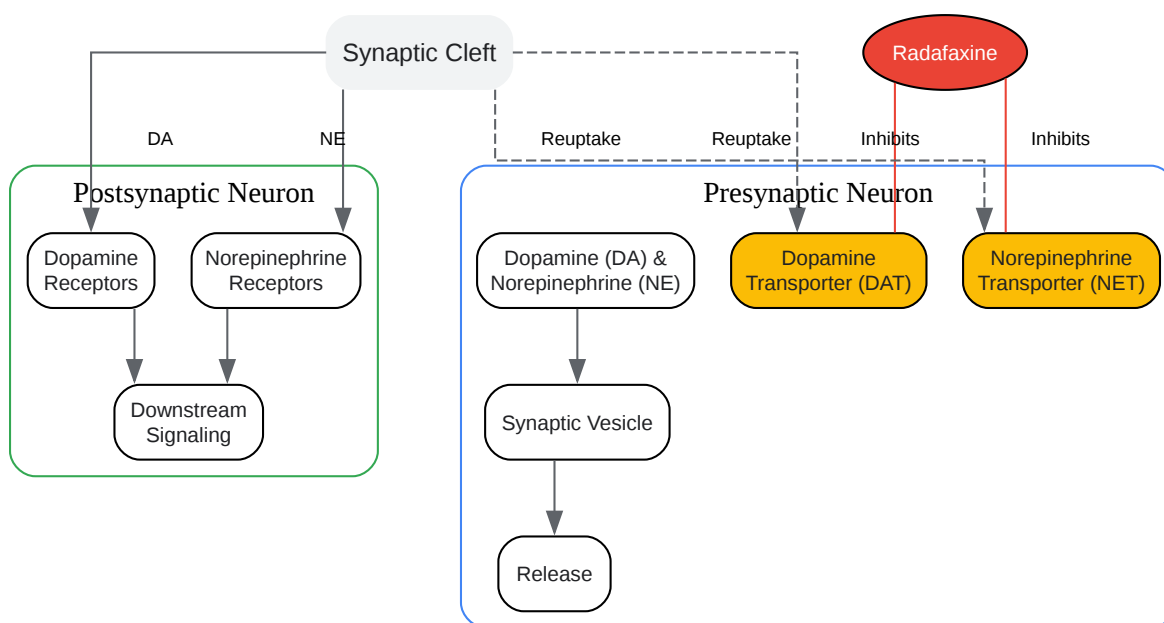 Synaptic Cleft
Radafaxine
DA
NE
Reuptake
Reuptake
Inhibits
Inhibits
Postsynaptic Neuron
Presynaptic Neuron
Dopamine
Receptors
Norepinephrine
Receptors
Dopamine (DA) &
Norepinephrine (NE)
Dopamine
Transporter (DAT)
Norepinephrine
Transporter (NET)
Downstream
Signaling
Synaptic Vesicle
Release